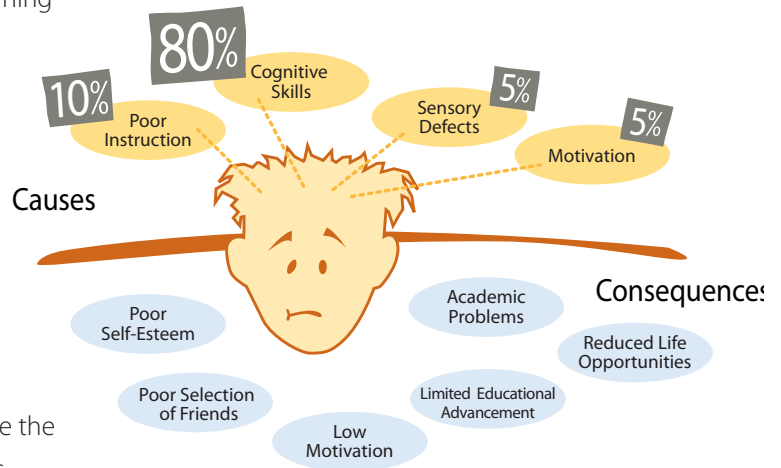 80%
Cognitive
Skills
10%
Poor
Instruction
5%
Sensory
Defects
5%
Motivation
Causes
Consequences
Poor
Self-Esteem
Academic
Problems
Reduced Life
Opportunities
Poor Selection
of Friends
Limited Educational
Advancement
Low
Motivation
e the